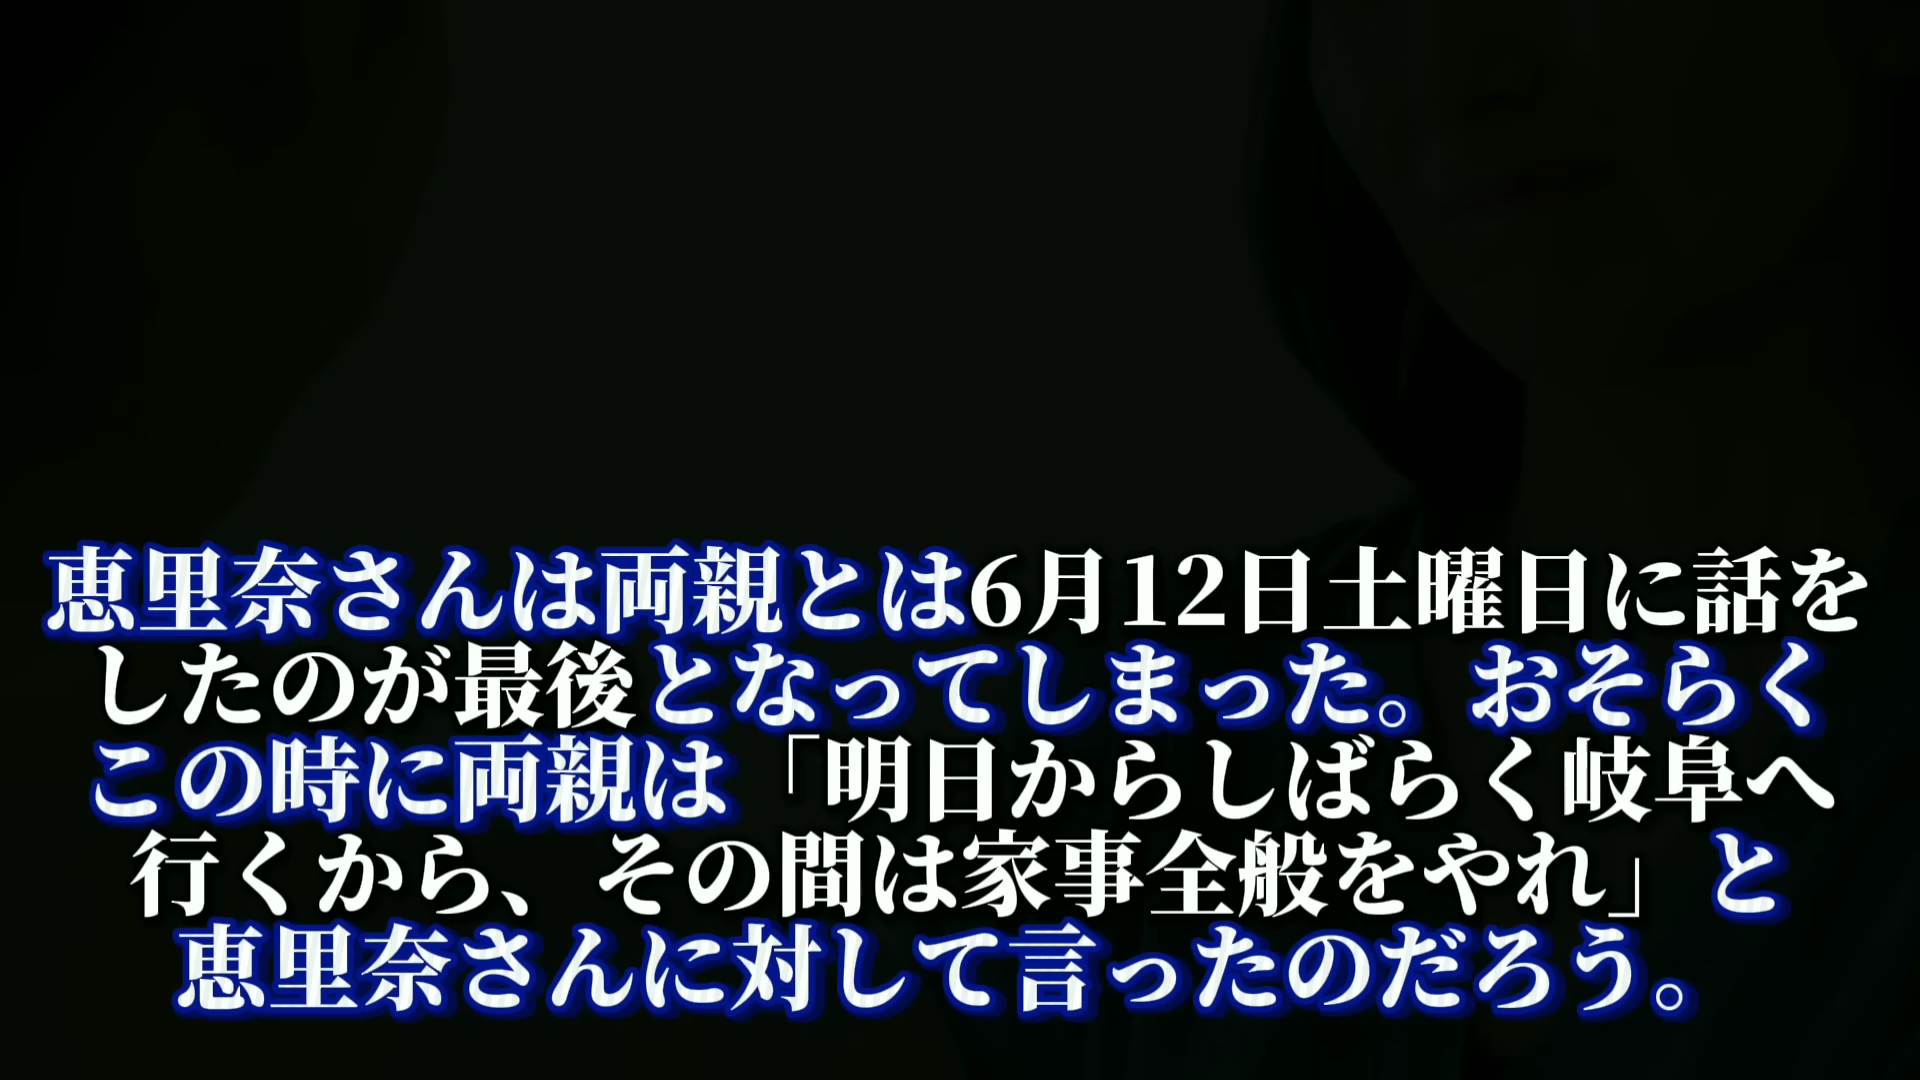 恵里奈さんは両親とは6月12日土曜日に話を
したのが最後となってしまった。おそらく
この時に両親は「明日からしばらく岐阜へ
行くから、その間は家事全般をやれ」と
恵里奈さんに対して言ったのだろう。